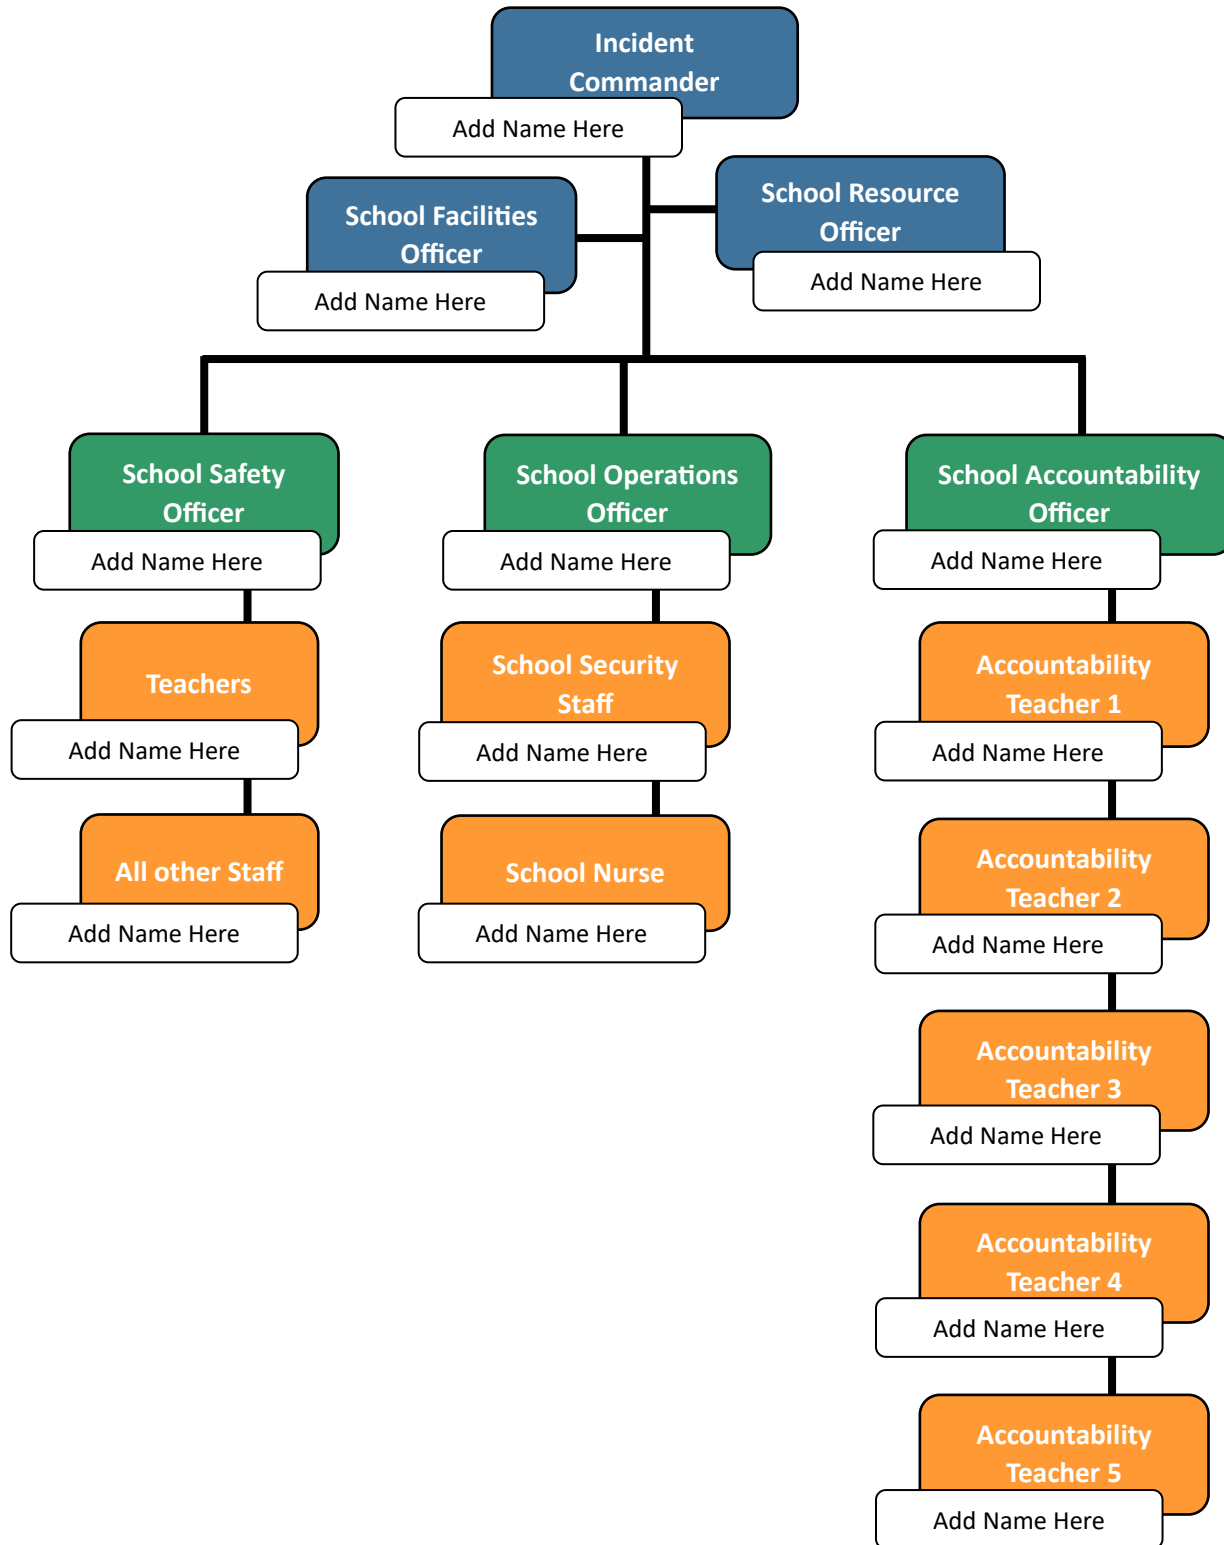 Incident
Commander
Add Name Here
School Resource
Officer
Add Name Here
School Facilities
Officer
Add Name Here
School Safety
Officer
Add Name Here
Teachers
Add Name Here
All other Staff
Add Name Here
School Operations
Officer
Add Name Here
School Security
Staff
Add Name Here
School Nurse
Add Name Here
School Accountability
Officer
Add Name Here
Accountability
Teacher 1
Add Name Here
Accountability
Teacher 2
Add Name Here
Accountability
Teacher 3
Add Name Here
Accountability
Teacher 4
Add Name Here
Accountability
Teacher 5
Add Name Here